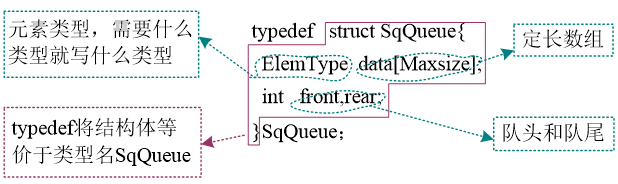 元素类型，需要什么
类型就写什么类型
typedef struct SqQueue{
ElemType data[Maxsize];
int front,rear;
}SqQueue；
定长数组
队头和队尾
typedef将结构体等
价于类型名SqQueue